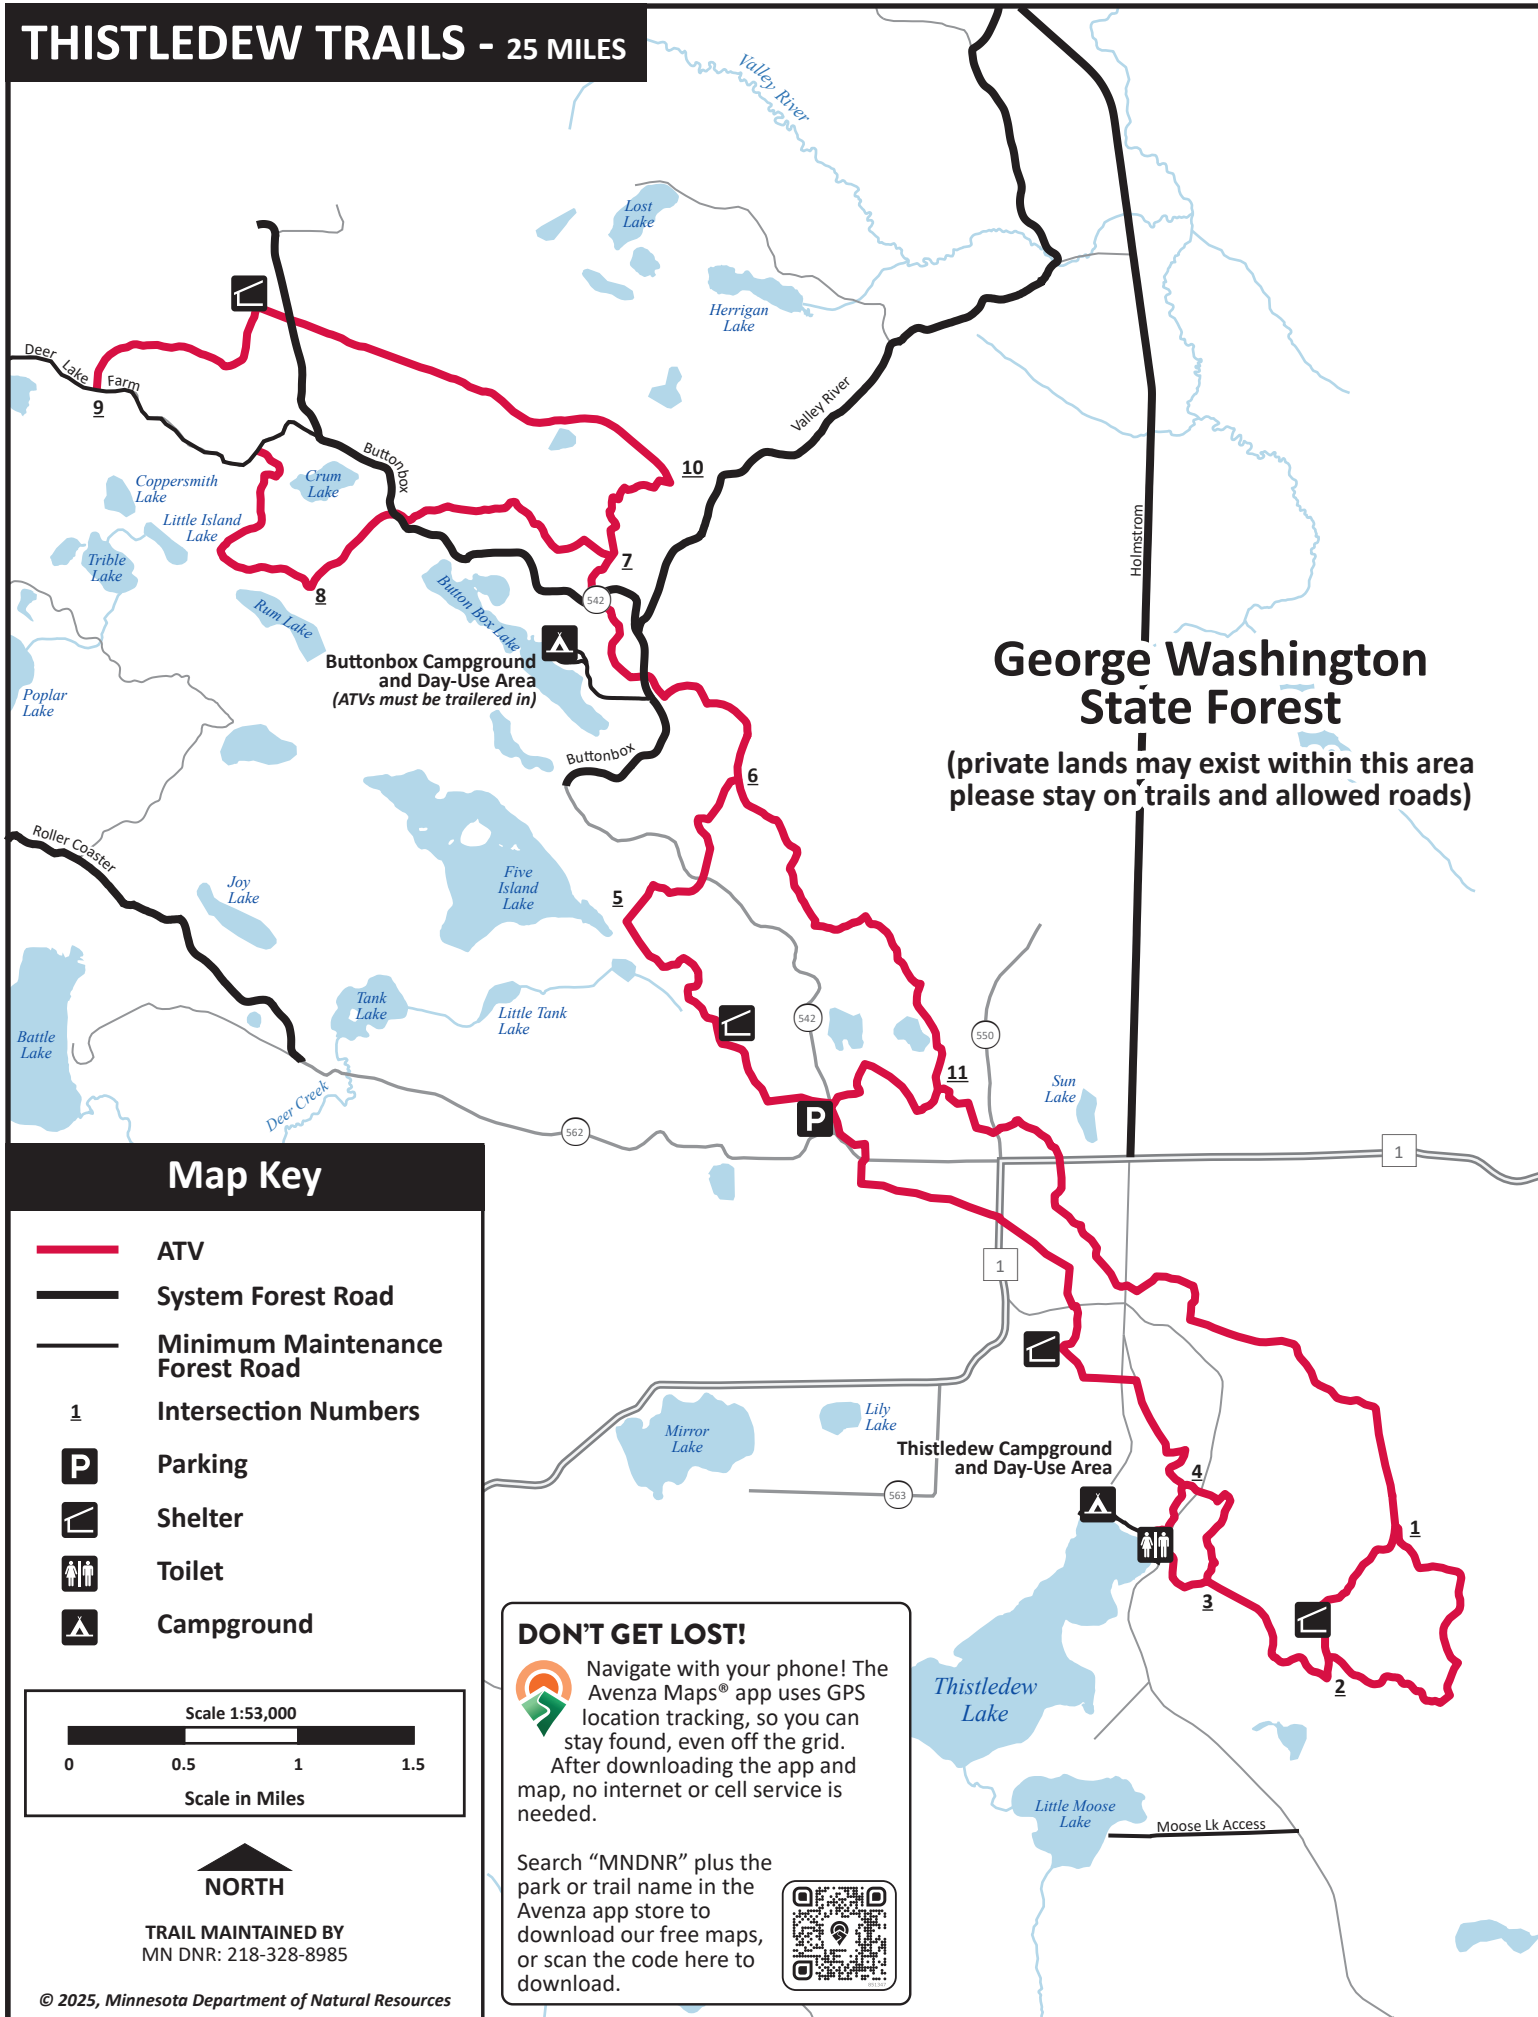 THISTLEDEW TRAILS - 25 MILES
Valley River
Lost
Lake
Herrigan
Lake
Valley River
Deer Lake Farm
9
Buttonbox
10
Crum
Lake
Coppersmith
Lake
Little Island
Lake
Trible
Lake
Holmstrom
7
8
542
Rum Lake
Button Box Lake
Buttonbox Campground
and Day-Use Area
(ATVs must be trailered in)
George Washington
State Forest
(private lands may exist within this area
please stay on trails and allowed roads)
Poplar
Lake
Buttonbox
6
Roller Coaster
Joy
Lake
Five
Island
Lake
5
Tank
Lake
Little Tank
Lake
542
550
Battle
Lake
11
Sun
Lake
Deer Creek
562
P
1
1
Mirror
Lake
Lily
Lake
Thistledew Campground
and Day-Use Area
4
563
1
3
2
Thistledew
Lake
Little Moose
Lake
Moose Lk Access
Map Key
ATV
System Forest Road
Minimum Maintenance
Forest Road
1 Intersection Numbers
P Parking
Shelter
Toilet
Campground
Scale 1:53,000
0 0.5 1 1.5
Scale in Miles
NORTH
TRAIL MAINTAINED BY
MN DNR: 218-328-8985
© 2025, Minnesota Department of Natural Resources
DON'T GET LOST!
Navigate with your phone! The
Avenza Maps® app uses GPS
location tracking, so you can
stay found, even off the grid.
After downloading the app and
map, no internet or cell service is
needed.
Search “MNDNR” plus the
park or trail name in the
Avenza app store to
download our free maps,
or scan the code here to
download.